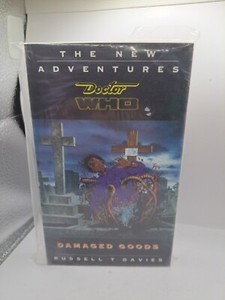 THE NEW
ADVENTURES
Doctor
WHO
DAMAGED GOODS
RUSSELL T DAVIES